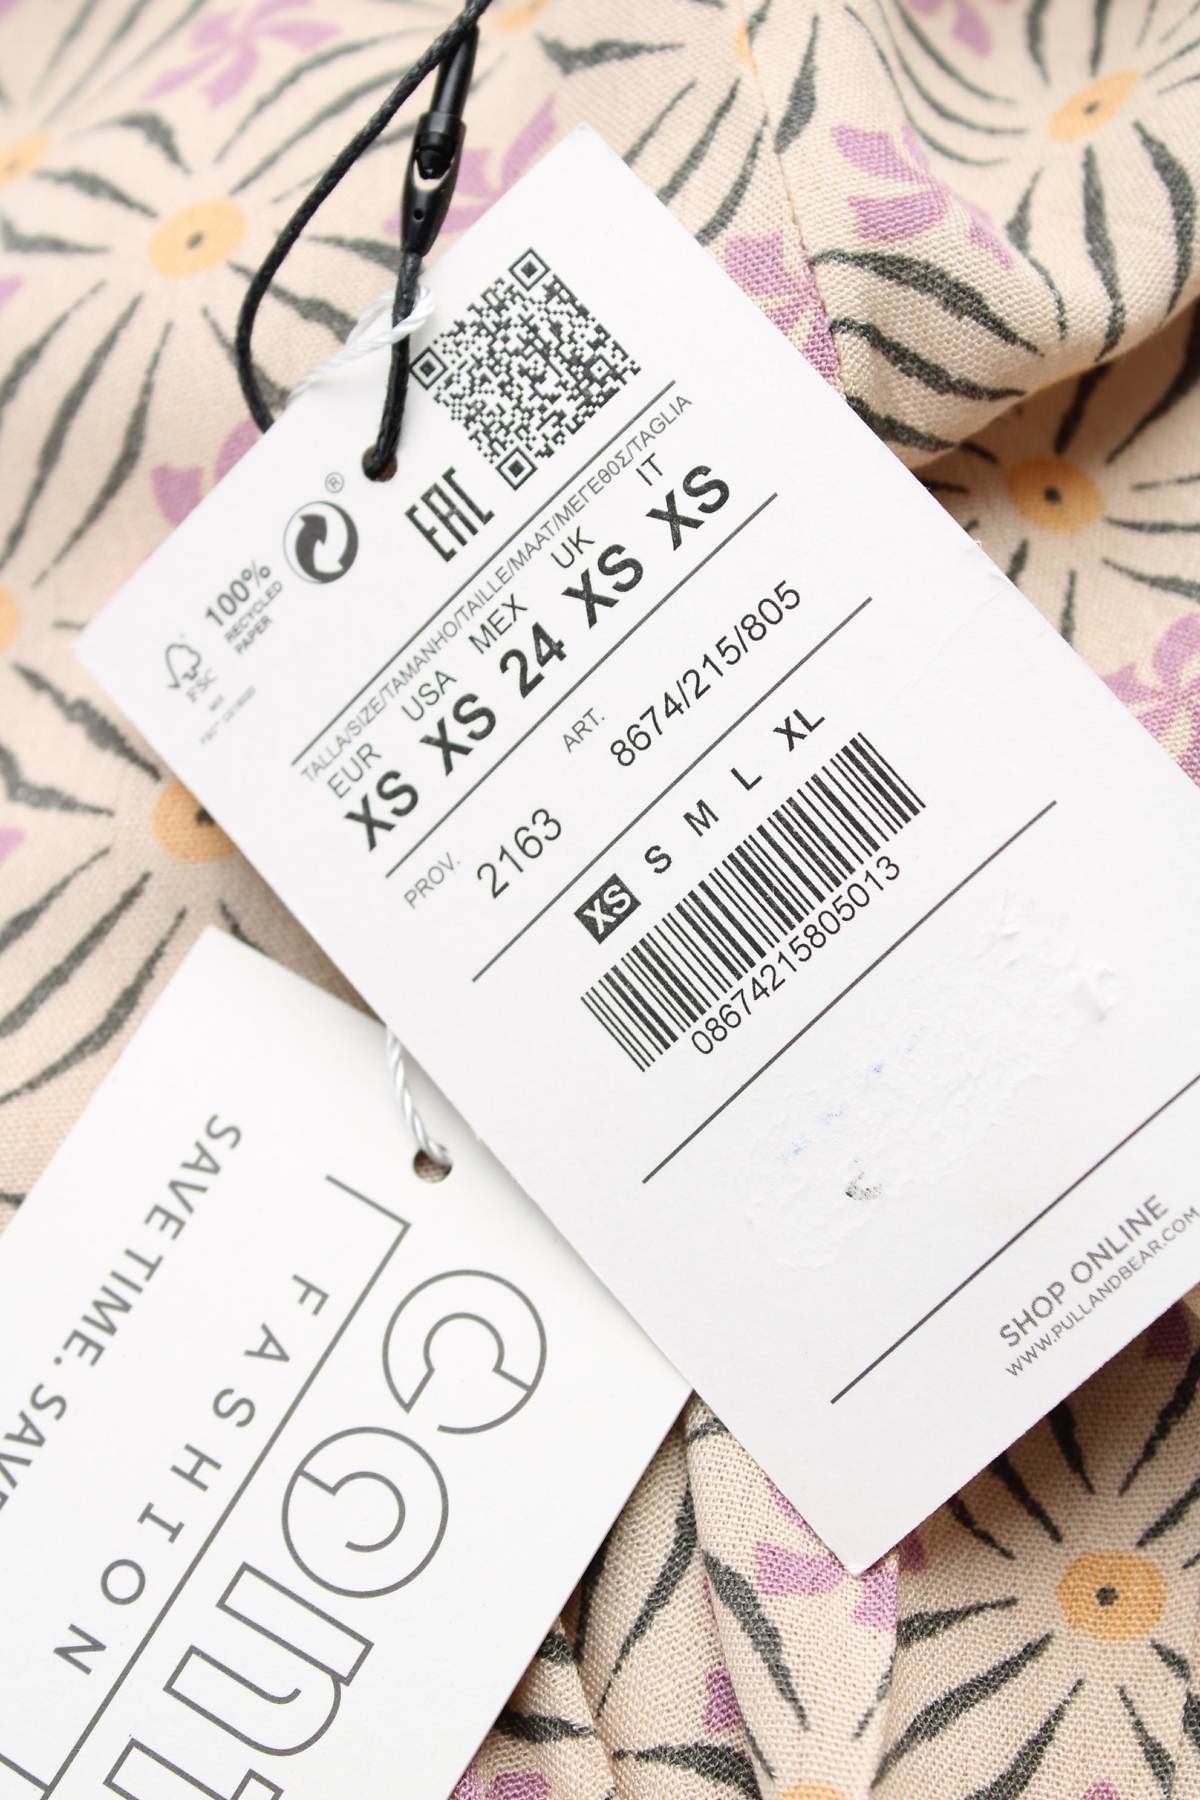 100%
RECYCLED
PAPER
®
EAC
FSC
TALLA/SIZE/TAMANHO/TAILLE/MAAT/ΜΕΓΕθΟΣ/TAGLIA
EUR USA MEX UK IT
XS XS 24 XS XS
PROV. ART.
2163 8674/215/805
XS S M L XL
08674215805013
SHOP ONLINE
WWW.PULLANDBEAR.COM
SAVE TIME. SAVE
FASHION